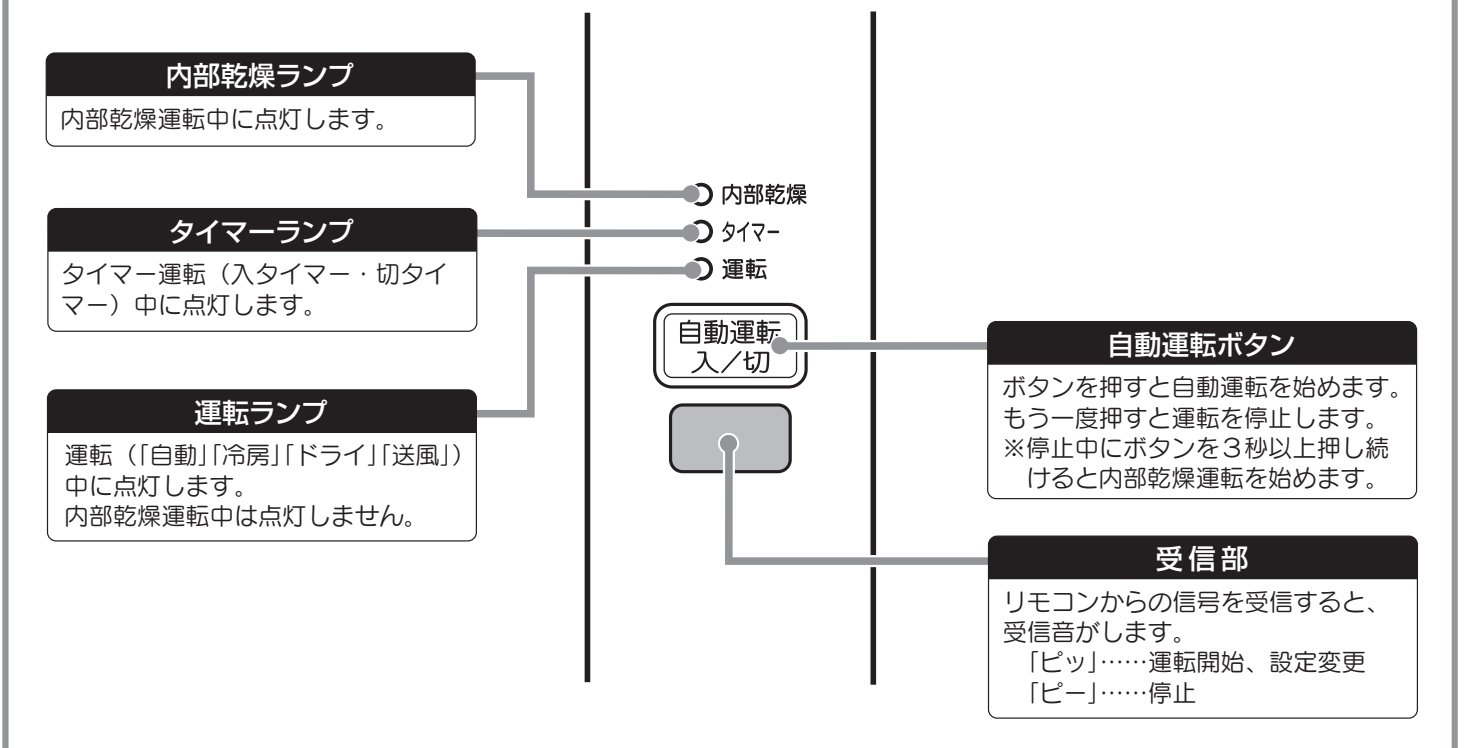 内部乾燥ランプ
内部乾燥運転中に点灯します。
タイマーランプ
タイマー運転（入タイマー・切タイ
マー）中に点灯します。
運転ランプ
運転（「自動」「冷房」「ドライ」「送風」）
中に点灯します。
内部乾燥運転中は点灯しません。
内部乾燥
タイマー
運転
自動運転
入／切
自動運転ボタン
ボタンを押すと自動運転を始めます。
もう一度押すと運転を停止します。
※停止中にボタンを３秒以上押し続
けると内部乾燥運転を始めます。
受信部
リモコンからの信号を受信すると、
受信音がします。
「ピッ」……運転開始、設定変更
「ピー」……停止